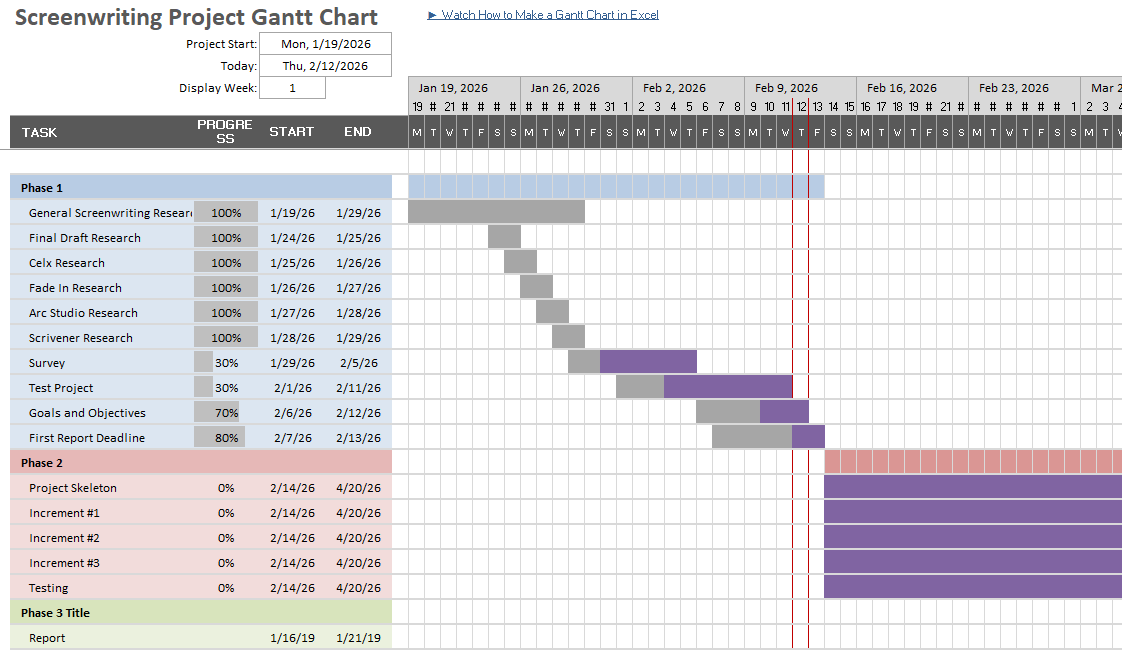 Screenwriting Project Gantt Chart
► Watch How to Make a Gantt Chart in Excel
Project Start: Mon, 1/19/2026
Today: Thu, 2/12/2026
Display Week: 1
Jan 19, 2026 Jan 26, 2026 Feb 2, 2026 Feb 9, 2026 Feb 16, 2026 Feb 23, 2026 Mar 2
19 # 21 # # # # # # # # # 31 1 2 3 4 5 6 7 8 9 10 11 12 13 14 15 16 17 18 19 # 21 # # # # # # # 1 2 3 4
TASK PROGRE SS START END M T W T F S S M T W T F S S M T W T F S S M T W T F S S M T W T F S S M T W T F S S M T W
Phase 1
General Screenwriting Resear 100% 1/19/26 1/29/26
Final Draft Research 100% 1/24/26 1/25/26
Celx Research 100% 1/25/26 1/26/26
Fade In Research 100% 1/26/26 1/27/26
Arc Studio Research 100% 1/27/26 1/28/26
Scrivener Research 100% 1/28/26 1/29/26
Survey 30% 1/29/26 2/5/26
Test Project 30% 2/1/26 2/11/26
Goals and Objectives 70% 2/6/26 2/12/26
First Report Deadline 80% 2/7/26 2/13/26
Phase 2
Project Skeleton 0% 2/14/26 4/20/26
Increment #1 0% 2/14/26 4/20/26
Increment #2 0% 2/14/26 4/20/26
Increment #3 0% 2/14/26 4/20/26
Testing 0% 2/14/26 4/20/26
Phase 3 Title
Report 1/16/19 1/21/19